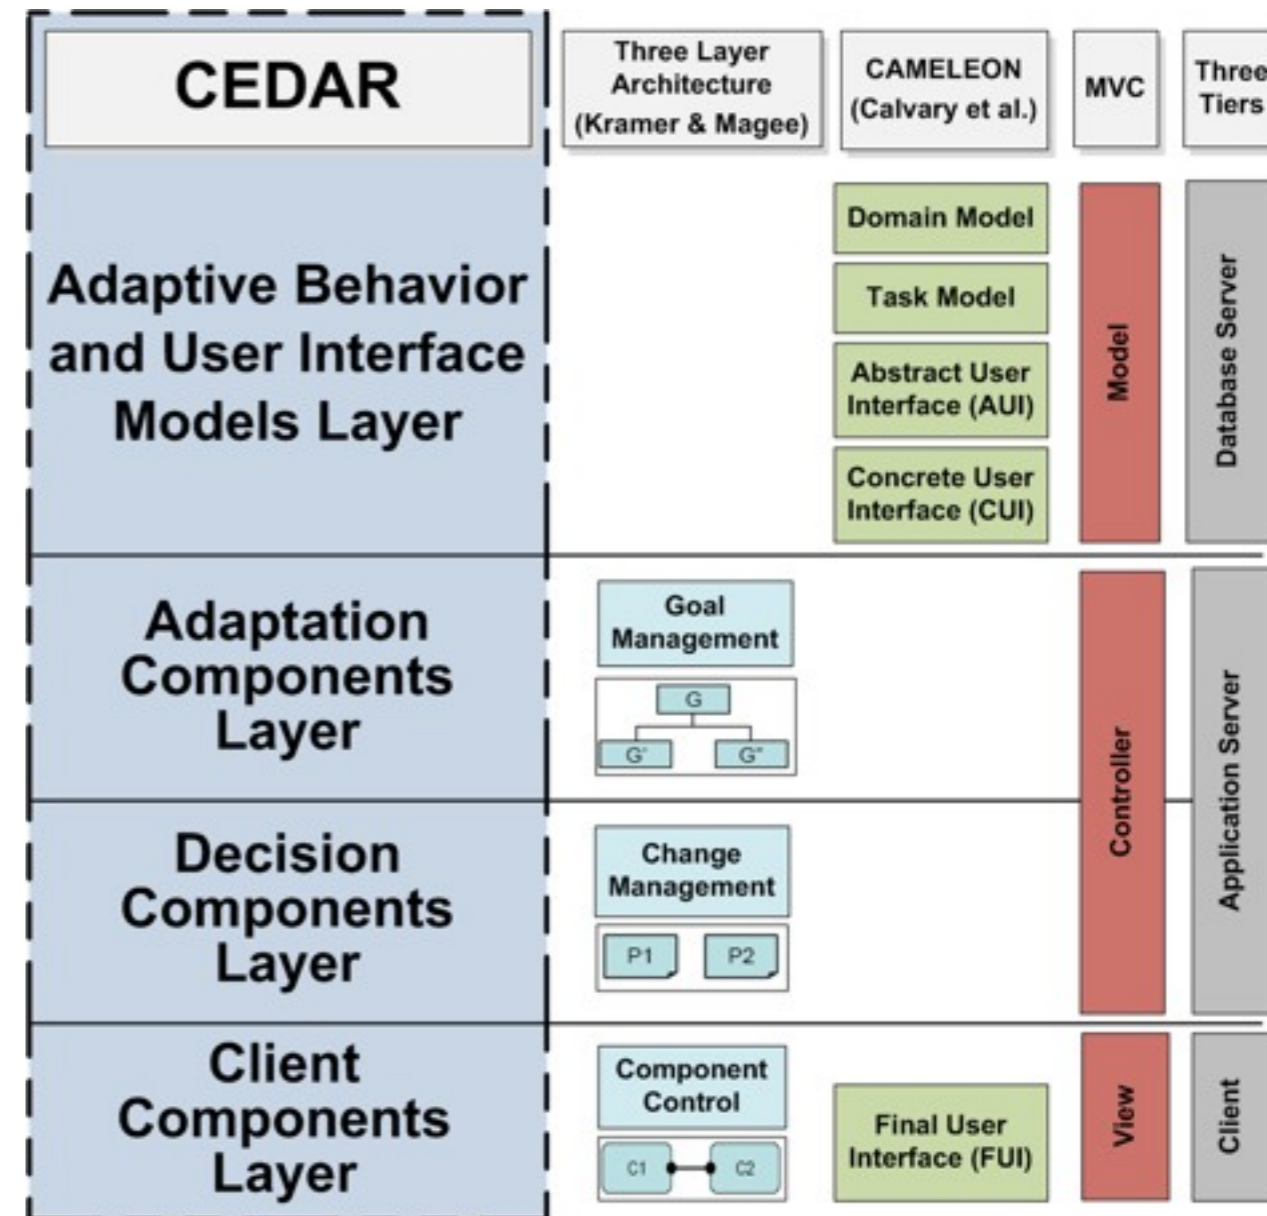 CEDAR
Three Layer
Architecture
(Kramer & Magee)
CAMELEON
(Calvary et al.)
MVC
Three
Tiers
Adaptive Behavior
and User Interface
Models Layer
Domain Model
Task Model
Abstract User
Interface (AUI)
Concrete User
Interface (CUI)
Model
Database Server
Adaptation
Components
Layer
Goal
Management
G
G'
G"
Controller
Application Server
Decision
Components
Layer
Change
Management
P1
P2
Client
Components
Layer
Component
Control
C1
C2
Final User
Interface (FUI)
View
Client